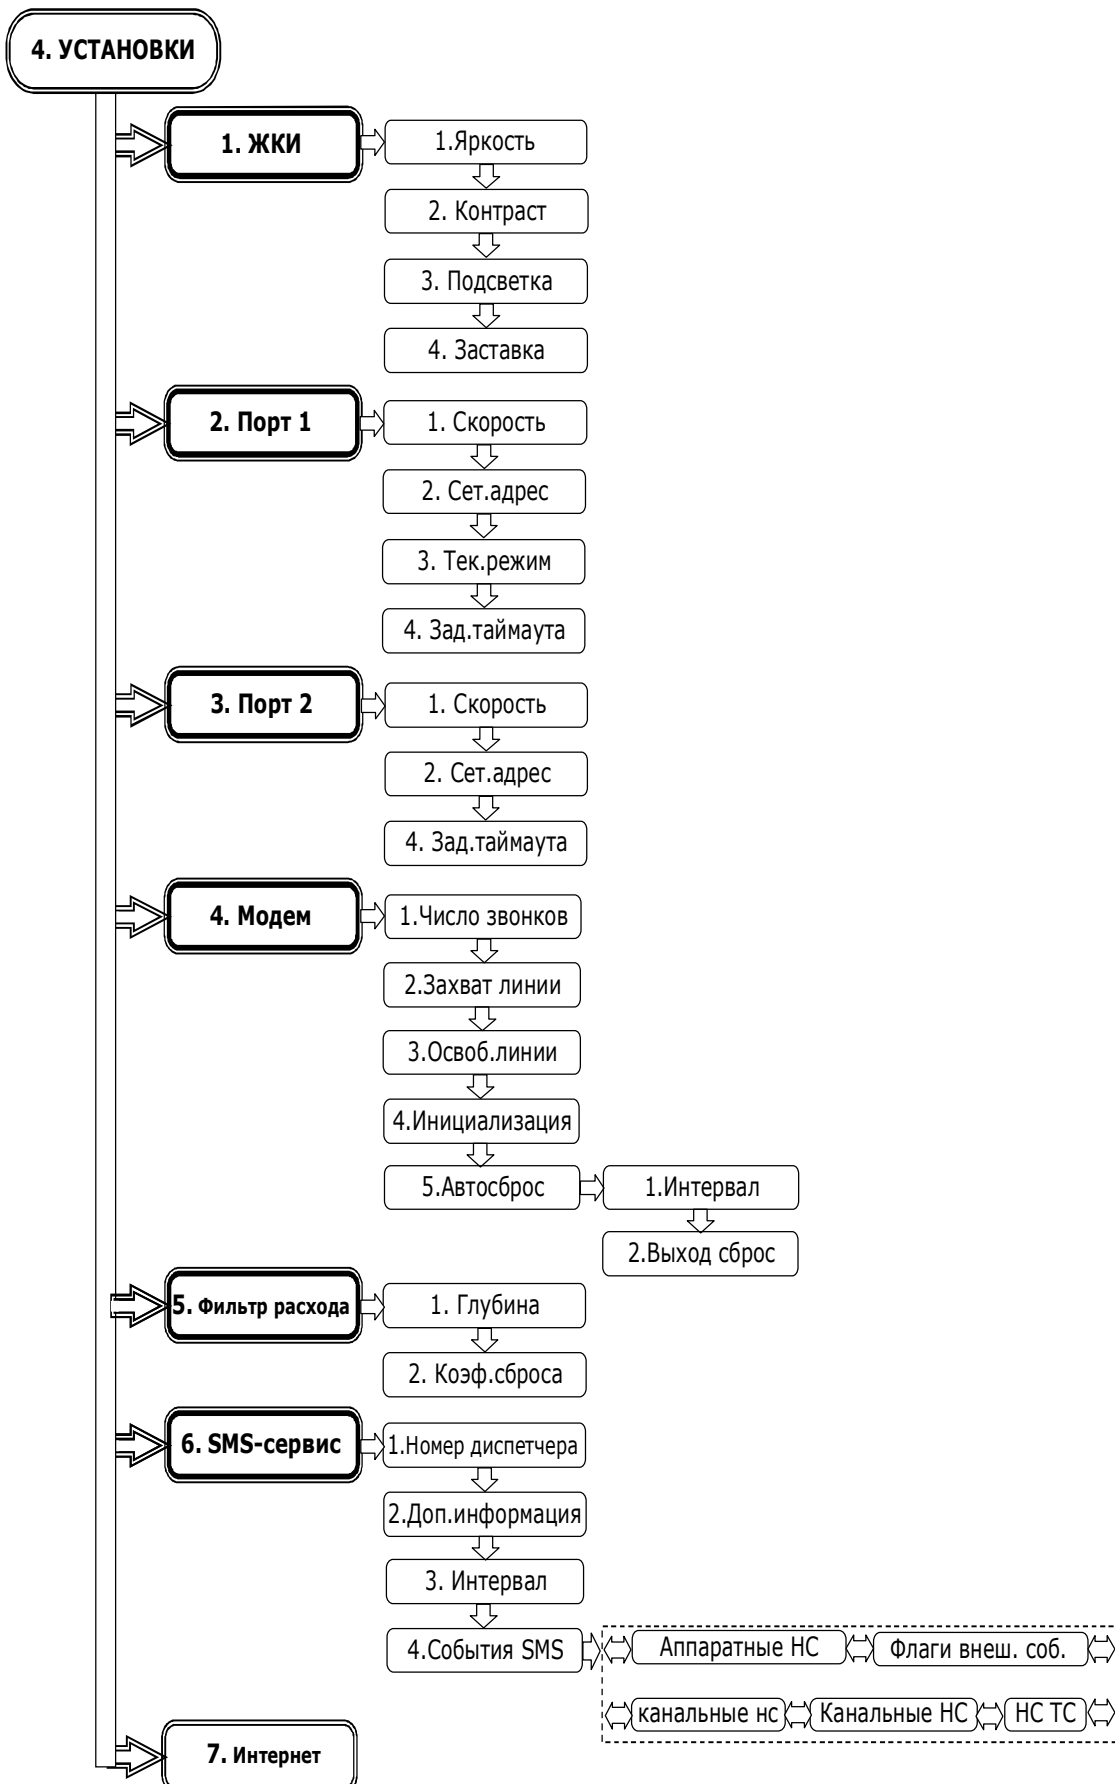 4. УСТАНОВКИ
1. ЖКИ
1.Яркость
2. Контраст
3. Подсветка
4. Заставка
2. Порт 1
1. Скорость
2. Сет.адрес
3. Тек.режим
4. Зад.таймаута
3. Порт 2
1. Скорость
2. Сет.адрес
4. Зад.таймаута
4. Модем
1.Число звонков
2.Захват линии
3.Освоб.линии
4.Инициализация
5.Автосброс
1.Интервал
2.Выход сброс
5. Фильтр расхода
1. Глубина
2. Коэф.сброса
6. SMS-сервис
1.Номер диспетчера
2.Доп.информация
3. Интервал
4.События SMS
Аппаратные НС
Флаги внеш. соб.
канальные нс
Канальные НС
НС ТС
7. Интернет